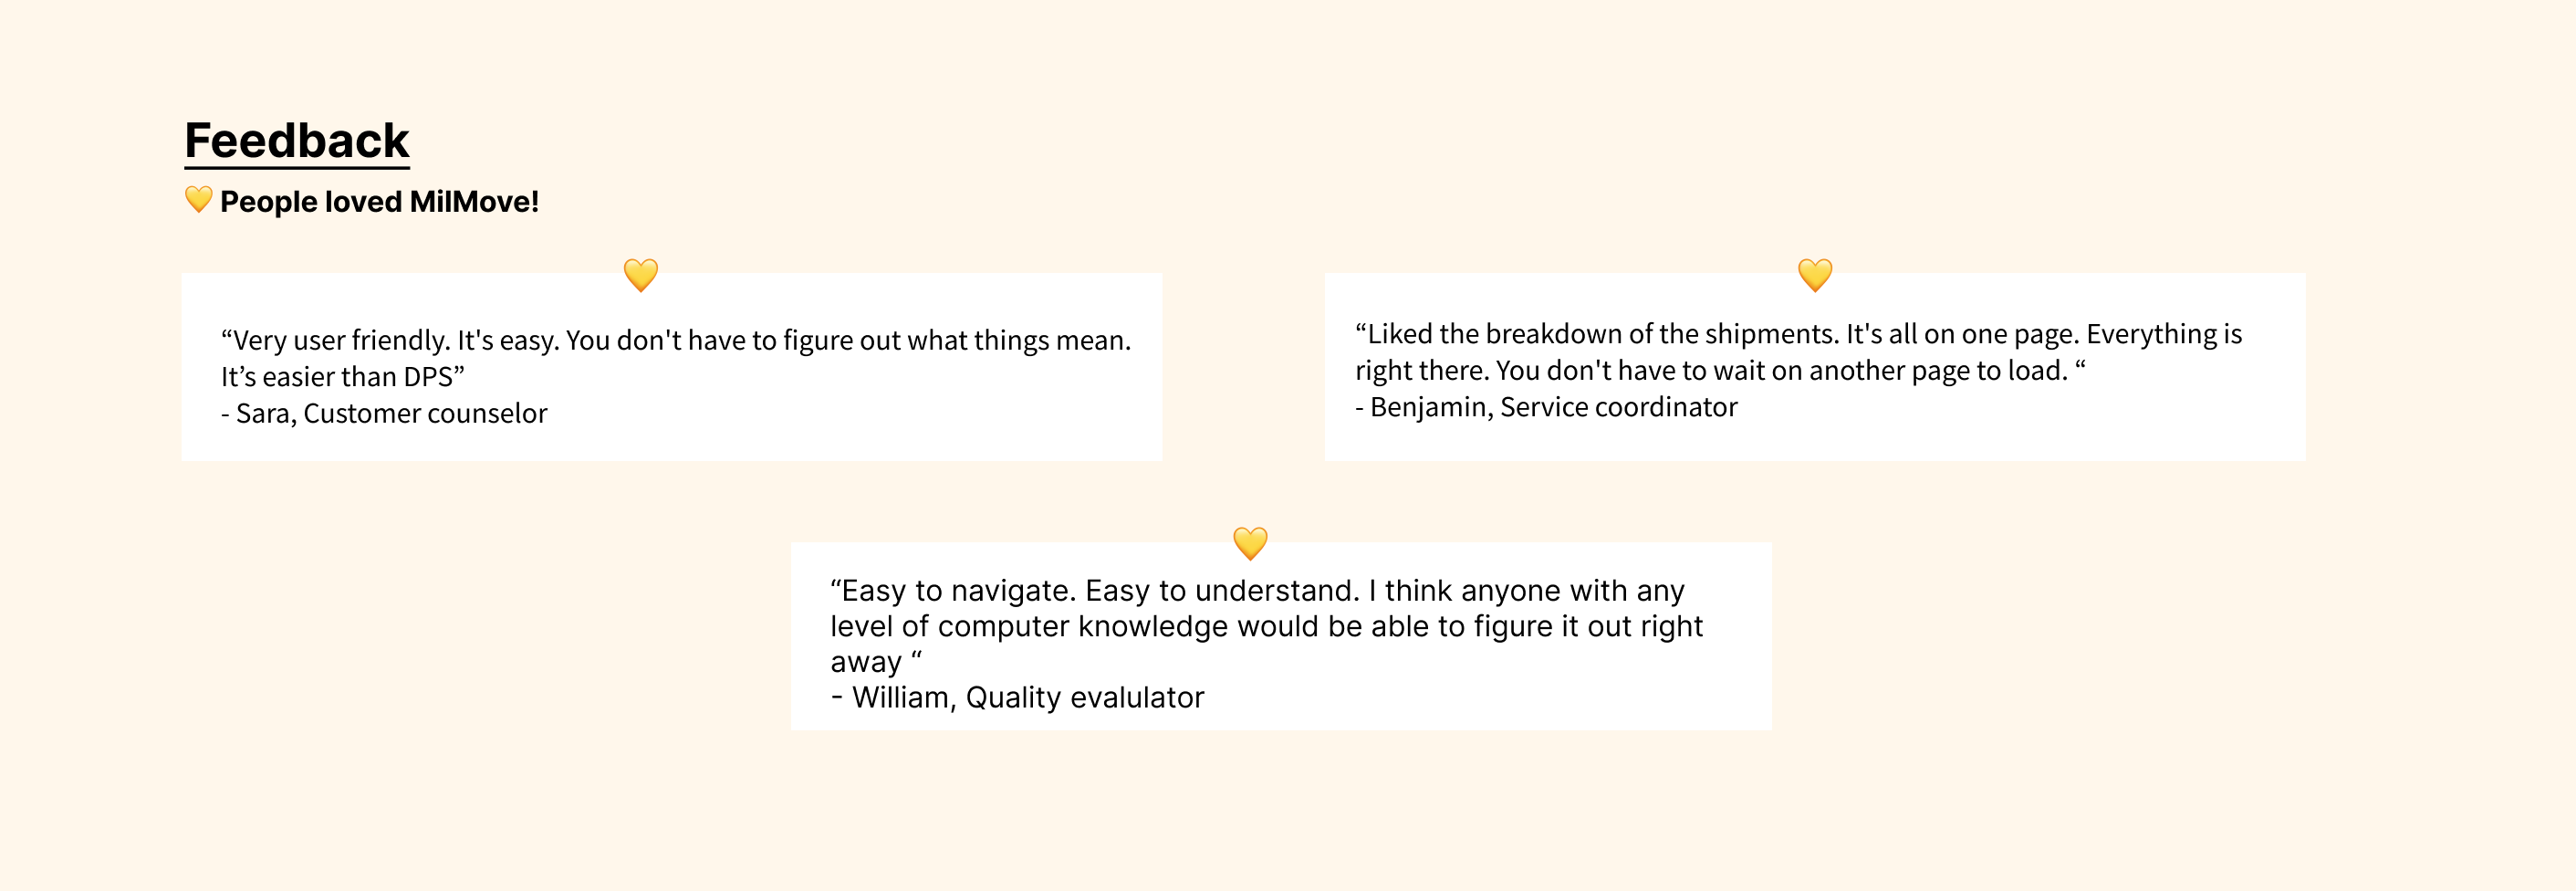 Feedback
💛 People loved MilMove!
“Very user friendly. It's easy. You don't have to figure out what things mean.
It’s easier than DPS”
- Sara, Customer counselor
“Liked the breakdown of the shipments. It's all on one page. Everything is
right there. You don't have to wait on another page to load. “
- Benjamin, Service coordinator
“Easy to navigate. Easy to understand. I think anyone with any
level of computer knowledge would be able to figure it out right
away “
- William, Quality evalulator